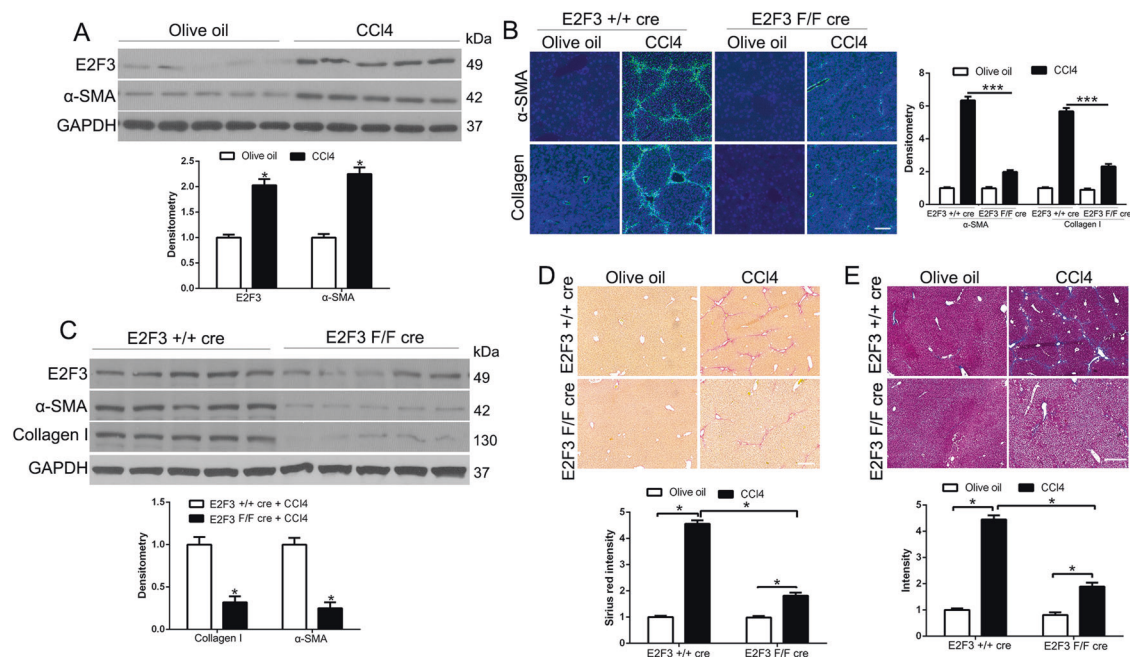 A
Olive oil CCl4
kDa
E2F3 49
α-SMA 42
GAPDH 37
Olive oil CCl4
Densitometry
2.5
2.0
1.5
1.0
0.5
0.0
* *
E2F3 α-SMA
B
E2F3 +/+ cre E2F3 F/F cre
Olive oil CCl4 Olive oil CCl4
α-SMA
Collagen
Olive oil
CCl4
Densitometry
8
6
4
2
0
*** ***
E2F3 +/+ cre E2F3 F/F cre E2F3 +/+ cre E2F3 F/F cre
α-SMA Collagen I
C
E2F3 +/+ cre E2F3 F/F cre
kDa
E2F3 49
α-SMA 42
Collagen I 130
GAPDH 37
E2F3 +/+ cre + CCl4
E2F3 F/F cre + CCl4
Densitometry
1.5
1.0
0.5
0.0
* *
Collagen I α-SMA
D
Olive oil CCl4
E2F3 +/+ cre
E2F3 F/F cre
Olive oil CCl4
Sirius red intensity
5
4
3
2
1
0
* * *
E2F3 +/+ cre E2F3 F/F cre
E
Olive oil CCl4
E2F3 +/+ cre
E2F3 F/F cre
Olive oil CCl4
Intensity
5
4
3
2
1
0
* * *
E2F3 +/+ cre E2F3 F/F cre